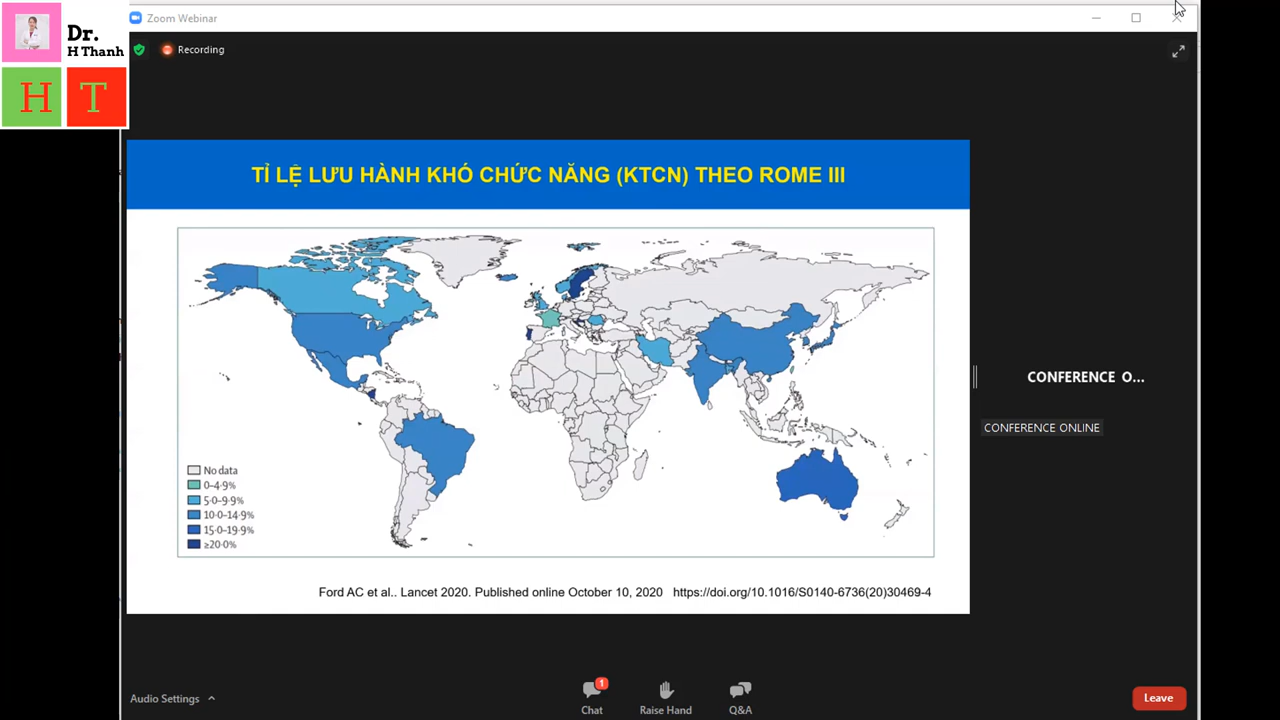 Dr.
H Thanh
H T
Zoom Webinar
Recording
TỈ LỆ LƯU HÀNH KHÓ CHỨC NĂNG (KTCN) THEO ROME III
No data
0–4·9%
5·0–9·9%
10·0–14·9%
15·0–19·9%
≥20·0%
Ford AC et al.. Lancet 2020. Published online October 10, 2020 https://doi.org/10.1016/S0140-6736(20)30469-4
CONFERENCE O...
CONFERENCE ONLINE
Audio Settings
1
Chat
Raise Hand
Q&A
Leave